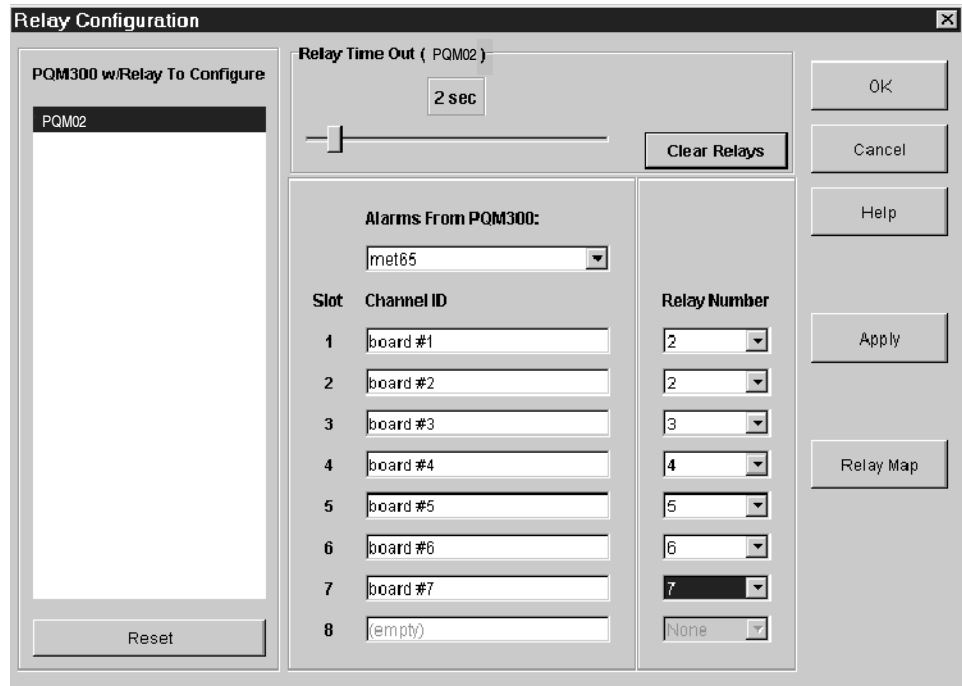 Relay Configuration
PQM300 w/Relay To Configure
PQM02
Reset
Relay Time Out ( PQM02 )
2 sec
Clear Relays
Alarms From PQM300:
met65
Slot Channel ID Relay Number
1 board #1 2
2 board #2 2
3 board #3 3
4 board #4 4
5 board #5 5
6 board #6 6
7 board #7 7
8 (empty) None
OK
Cancel
Help
Apply
Relay Map